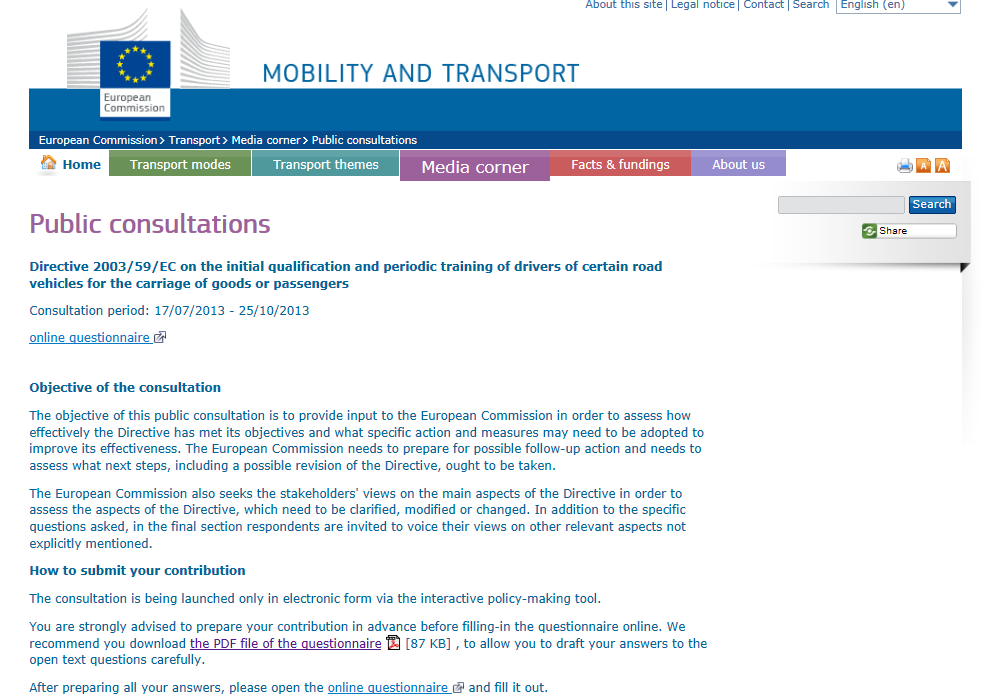 About this site | Legal notice | Contact | Search English (en)
European
Commission
MOBILITY AND TRANSPORT
European Commission > Transport > Media corner > Public consultations
Home Transport modes Transport themes Media corner Facts & fundings About us A A
Search
Share
Public consultations
Directive 2003/59/EC on the initial qualification and periodic training of drivers of certain road
vehicles for the carriage of goods or passengers
Consultation period: 17/07/2013 - 25/10/2013
online questionnaire
Objective of the consultation
The objective of this public consultation is to provide input to the European Commission in order to assess how
effectively the Directive has met its objectives and what specific action and measures may need to be adopted to
improve its effectiveness. The European Commission needs to prepare for possible follow-up action and needs to
assess what next steps, including a possible revision of the Directive, ought to be taken.
The European Commission also seeks the stakeholders' views on the main aspects of the Directive in order to
assess the aspects of the Directive, which need to be clarified, modified or changed. In addition to the specific
questions asked, in the final section respondents are invited to voice their views on other relevant aspects not
explicitly mentioned.
How to submit your contribution
The consultation is being launched only in electronic form via the interactive policy-making tool.
You are strongly advised to prepare your contribution in advance before filling-in the questionnaire online. We
recommend you download the PDF file of the questionnaire [87 KB] , to allow you to draft your answers to the
open text questions carefully.
After preparing all your answers, please open the online questionnaire and fill it out.